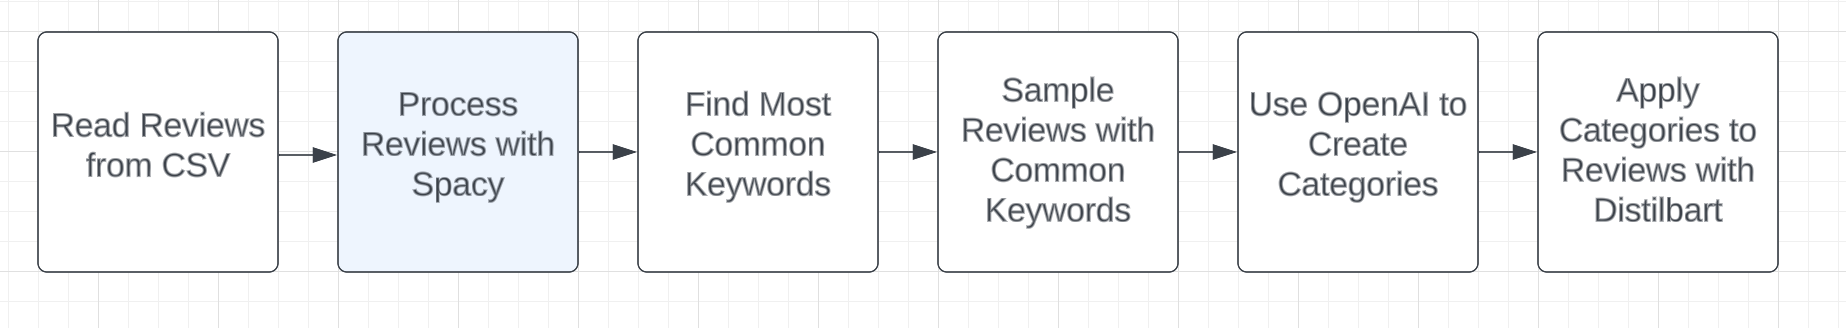 Read Reviews
from CSV
Process
Reviews with
Spacy
Find Most
Common
Keywords
Sample
Reviews with
Common
Keywords
Use OpenAI to
Create
Categories
Apply
Categories to
Reviews with
Distilbart